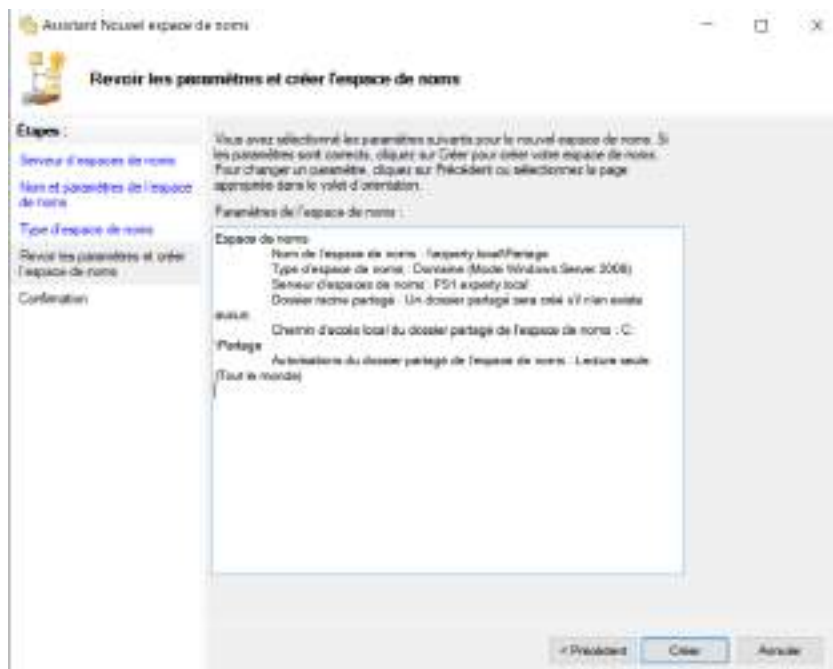 Assistant Nouvel espace de noms
Revoir les paramètres et créer l'espace de noms
Étapes :
Serveur d'espaces de noms
Nom et paramètres de l'espace
de noms
Type d'espace de noms
Revoir les paramètres et créer
l'espace de noms
Confirmation
Vous avez sélectionné les paramètres suivants pour le nouvel espace de noms. Si
les paramètres sont corrects, cliquez sur Créer pour créer votre espace de noms.
Pour changer un paramètre, cliquez sur Précédent ou sélectionnez la page
appropriée dans le volet d'orientation.
Paramètres de l'espace de noms :
Espace de noms
Nom de l'espace de noms : \\experty.local\Partage
Type d'espace de noms : Domaine (Mode Windows Server 2008)
Serveur d'espaces de noms : FS1.experty.local
Dossier racine partagé : Un dossier partagé sera créé s'il n'en existe
aucun
Chemin d'accès local du dossier partagé de l'espace de noms : C:
\Partage
Autorisations du dossier partagé de l'espace de noms : Lecture seule
(Tout le monde)
< Précédent
Créer
Annuler